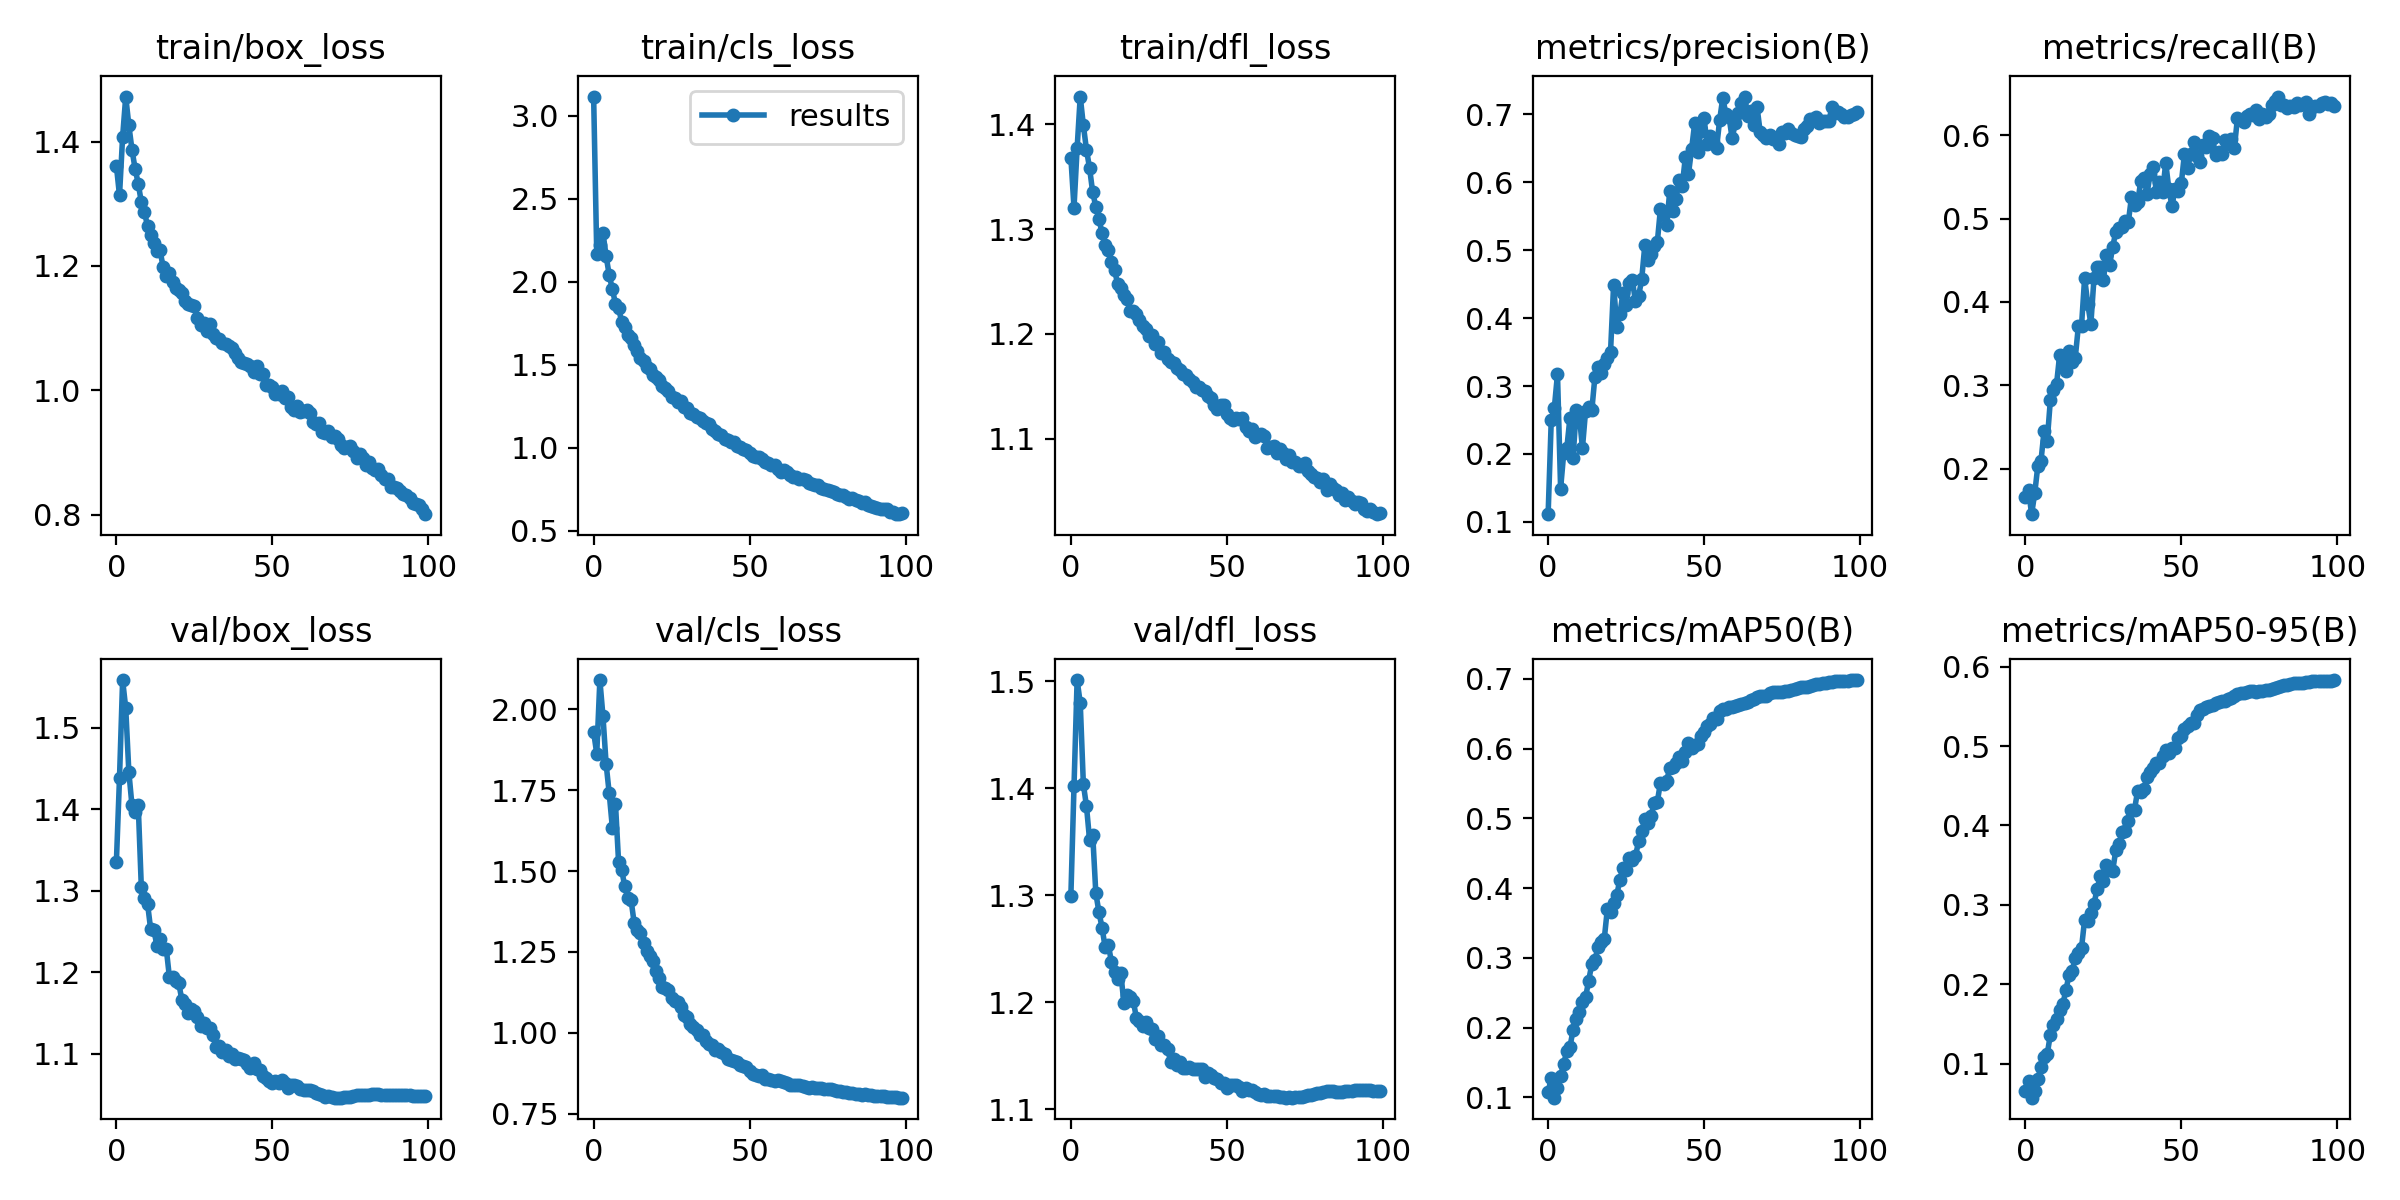 train/box_loss
1.4
1.2
1.0
0.8
0 50 100
train/cls_loss
results
3.0
2.5
2.0
1.5
1.0
0.5
0 50 100
train/dfl_loss
1.4
1.3
1.2
1.1
0 50 100
metrics/precision(B)
0.7
0.6
0.5
0.4
0.3
0.2
0.1
0 50 100
metrics/recall(B)
0.6
0.5
0.4
0.3
0.2
0 50 100
val/box_loss
1.5
1.4
1.3
1.2
1.1
0 50 100
val/cls_loss
2.00
1.75
1.50
1.25
1.00
0.75
0 50 100
val/dfl_loss
1.5
1.4
1.3
1.2
1.1
0 50 100
metrics/mAP50(B)
0.7
0.6
0.5
0.4
0.3
0.2
0.1
0 50 100
metrics/mAP50-95(B)
0.6
0.5
0.4
0.3
0.2
0.1
0 50 100